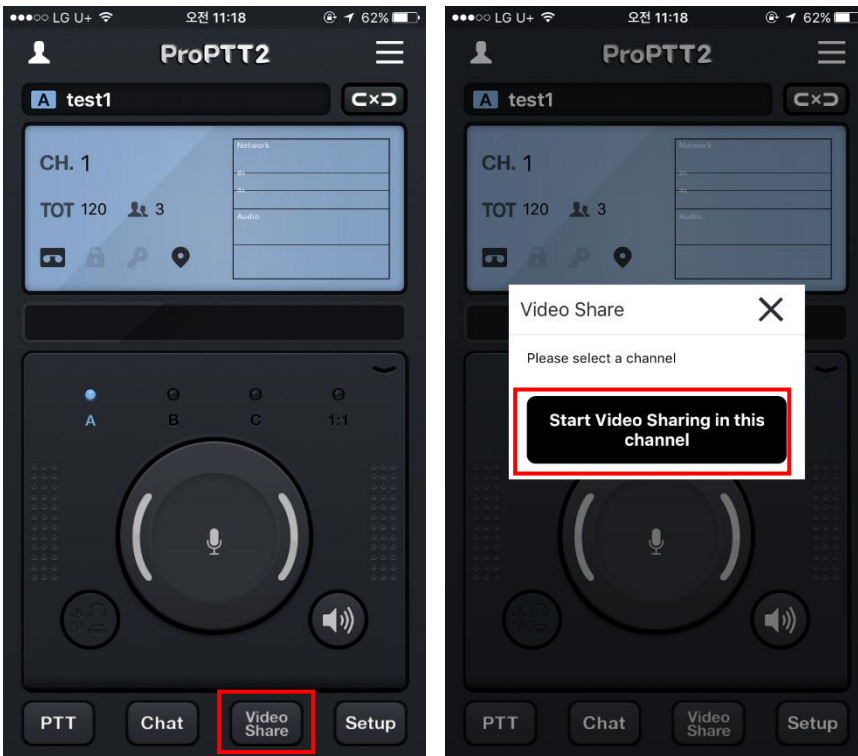 LG U+ 오전 11:18 62%
ProPTT2
A test1
CH. 1
Network
TOT 120 3
Audio
A B C 1:1
PTT Chat Video Share Setup
LG U+ 오전 11:18 62%
ProPTT2
A test1
CH. 1
Network
TOT 120 3
Audio
Video Share
Please select a channel
Start Video Sharing in this
channel
PTT Chat Video Share Setup